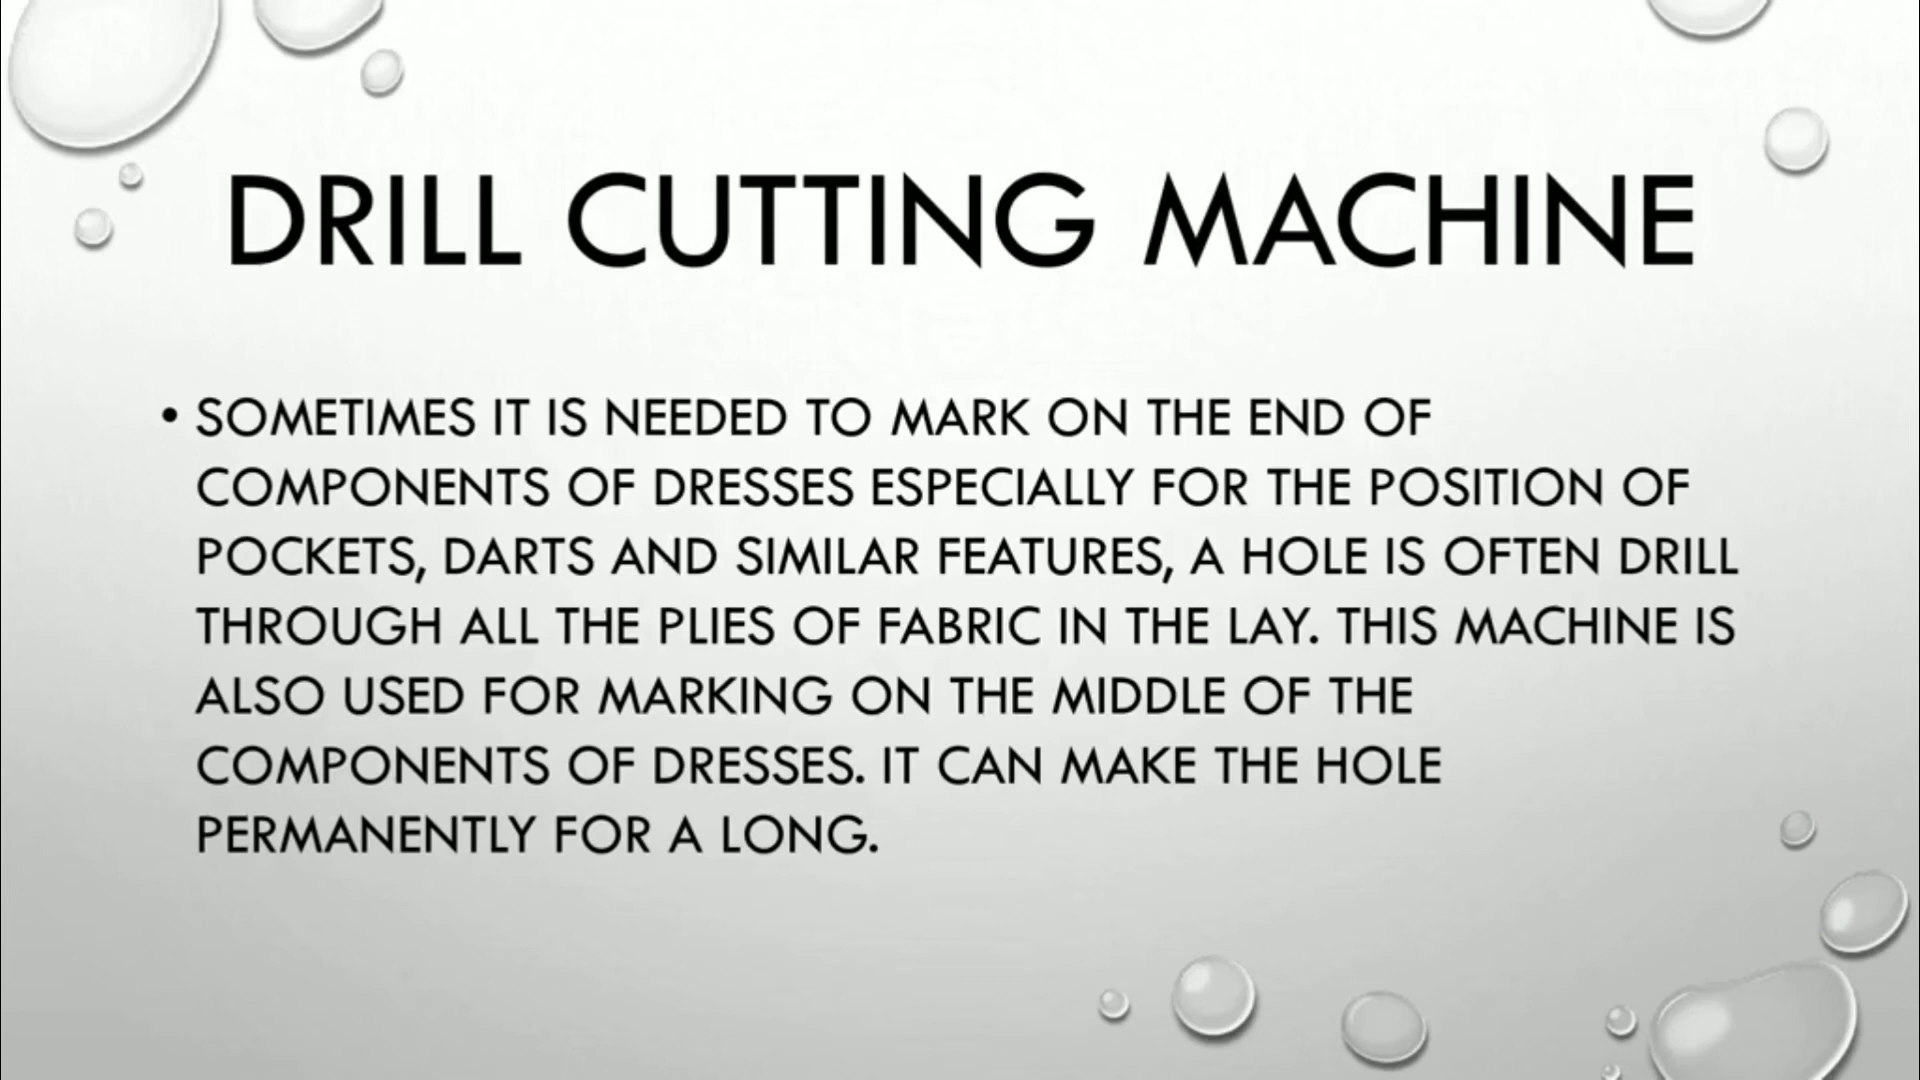 DRILL CUTTING MACHINE
• SOMETIMES IT IS NEEDED TO MARK ON THE END OF
COMPONENTS OF DRESSES ESPECIALLY FOR THE POSITION OF
POCKETS, DARTS AND SIMILAR FEATURES, A HOLE IS OFTEN DRILL
THROUGH ALL THE PLIES OF FABRIC IN THE LAY. THIS MACHINE IS
ALSO USED FOR MARKING ON THE MIDDLE OF THE
COMPONENTS OF DRESSES. IT CAN MAKE THE HOLE
PERMANENTLY FOR A LONG.